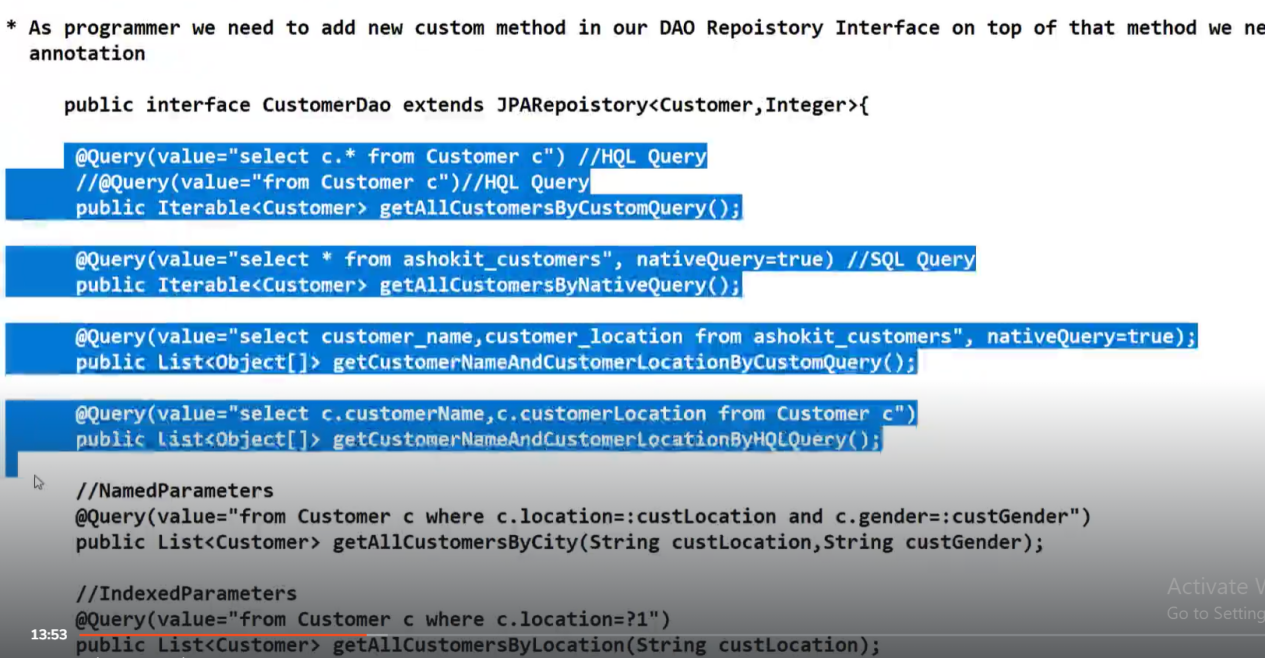 * As programmer we need to add new custom method in our DAO Repoistory Interface on top of that method we ne
annotation
public interface CustomerDao extends JPARepoistory<Customer,Integer>{
@Query(value="select c.* from Customer c") //HQL Query
//@Query(value="from Customer c")//HQL Query
public Iterable<Customer> getAllCustomersByCustomQuery();
@Query(value="select * from ashokit_customers", nativeQuery=true) //SQL Query
public Iterable<Customer> getAllCustomersByNativeQuery();
@Query(value="select customer_name,customer_location from ashokit_customers", nativeQuery=true);
public List<Object[]> getCustomerNameAndCustomerLocationByCustomQuery();
@Query(value="select c.customerName,c.customerLocation from Customer c")
public List<Object[]> getCustomerNameAndCustomerLocationByHQLQuery();
//NamedParameters
@Query(value="from Customer c where c.location=:custLocation and c.gender=:custGender")
public List<Customer> getAllCustomersByCity(String custLocation,String custGender);
//IndexedParameters
@Query(value="from Customer c where c.location=?1")
public List<Customer> getAllCustomersByLocation(String custLocation);
Activate W
Go to Setting
13:53